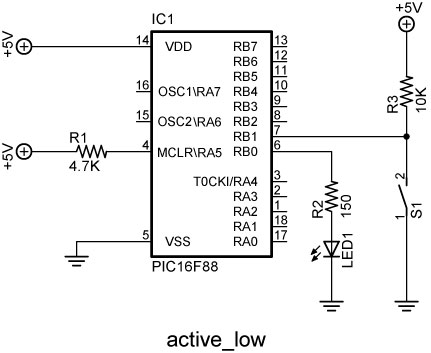 IC1
+5V
+5V
14 VDD RB7 13
RB6 12
RB5 11
16 OSC1\RA7 RB4 10
RB3 9
15 OSC2\RA6 RB2 8
RB1 7
+5V R1 4.7K 4 MCLR\RA5 RB0 6
R3 10K
T0CKI/RA4 3
RA3 2
RA2 1
RA1 18
5 VSS RA0 17
R2 150
LED1
2
1
S1
PIC16F88
active_low